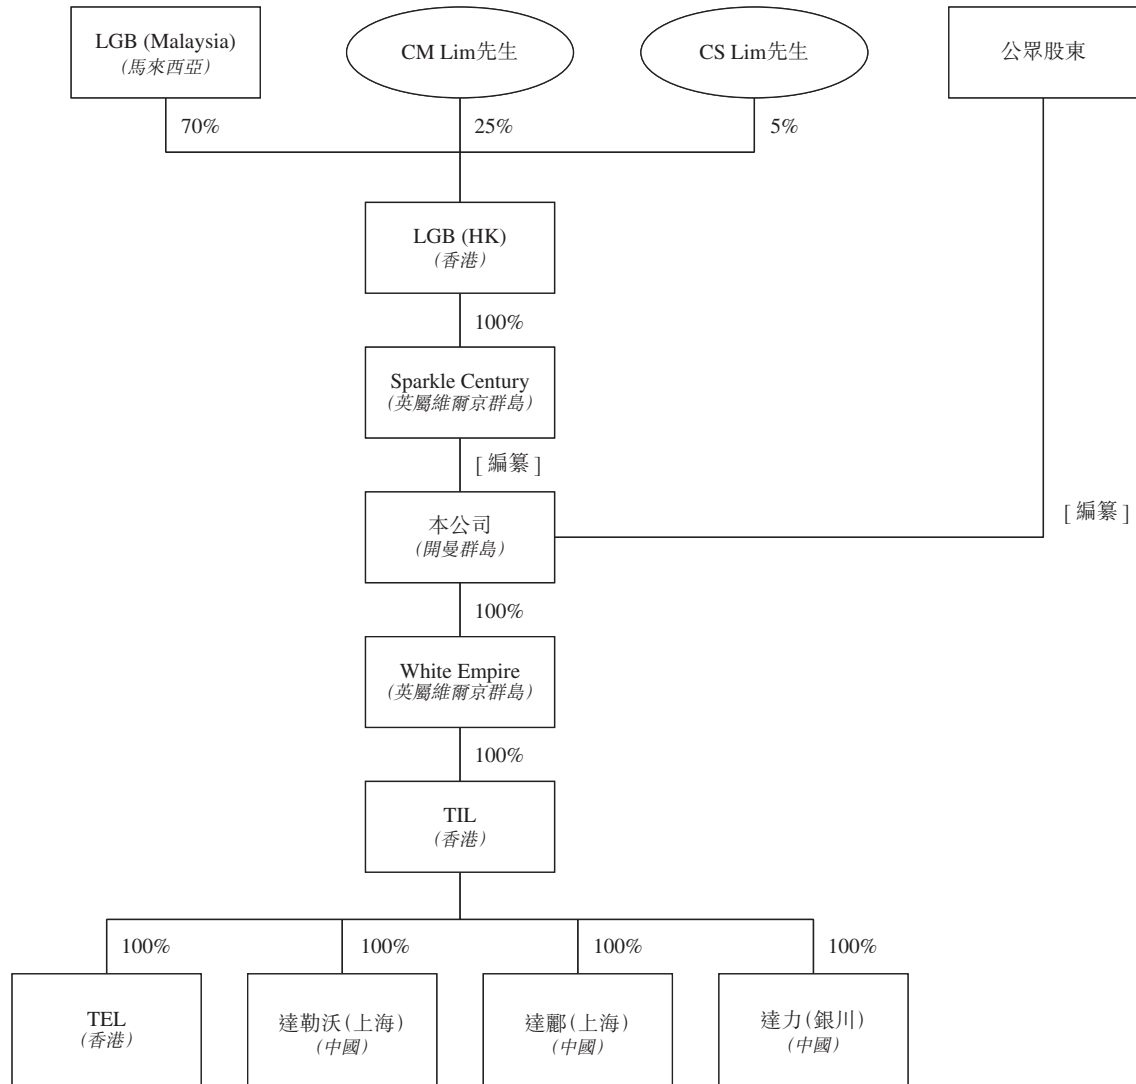 LGB (Malaysia)
(馬來西亞)
CM Lim先生
CS Lim先生
公眾股東
70%
25%
5%
LGB (HK)
(香港)
100%
Sparkle Century
(英屬維爾京群島)
[ 編纂 ]
本公司
(開曼群島)
[ 編纂 ]
100%
White Empire
(英屬維爾京群島)
100%
TIL
(香港)
100%
100%
100%
100%
TEL
(香港)
達勒沃(上海)
(中國)
達酈(上海)
(中國)
達力(銀川)
(中國)